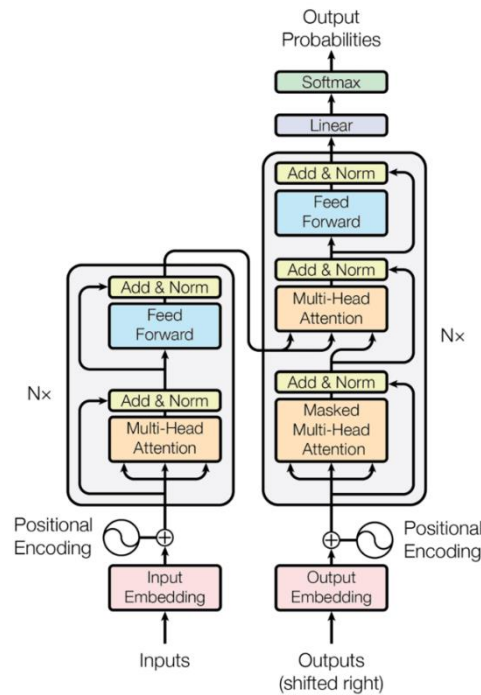 Output
Probabilities
Softmax
Linear
Add & Norm
Feed
Forward
Add & Norm
Multi-Head
Attention
Add & Norm
Masked
Multi-Head
Attention
Nx
Add & Norm
Feed
Forward
Nx
Add & Norm
Multi-Head
Attention
Positional
Encoding
Positional
Encoding
Input
Embedding
Output
Embedding
Inputs
Outputs
(shifted right)